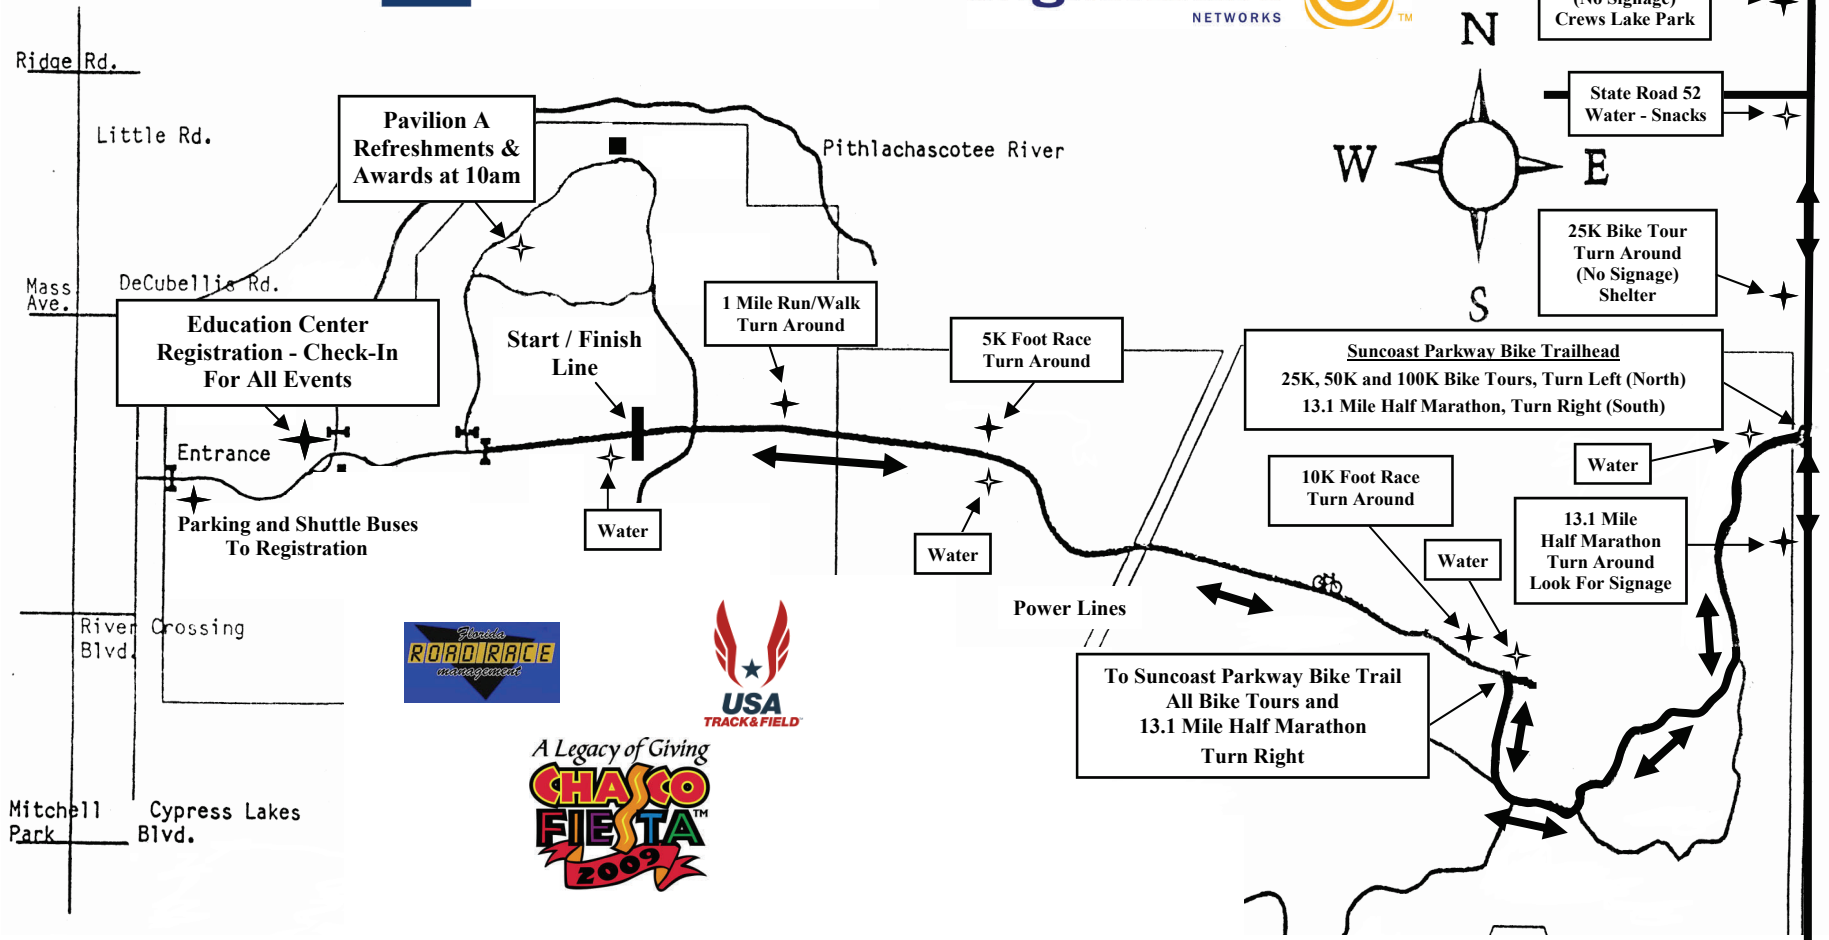 NETWORKS
TM
(No Signage)
Crews Lake Park
N
Ridge Rd.
State Road 52
Water - Snacks
Little Rd.
Pavilion A
Refreshments &
Awards at 10am
Pithlachascotee River
W
E
25K Bike Tour
Turn Around
(No Signage)
Shelter
S
Mass
Ave.
DeCubellis Rd.
Education Center
Registration - Check-In
For All Events
Start / Finish
Line
1 Mile Run/Walk
Turn Around
5K Foot Race
Turn Around
Suncoast Parkway Bike Trailhead
25K, 50K and 100K Bike Tours, Turn Left (North)
13.1 Mile Half Marathon, Turn Right (South)
Entrance
Water
10K Foot Race
Turn Around
Parking and Shuttle Buses
To Registration
Water
Water
Water
13.1 Mile
Half Marathon
Turn Around
Look For Signage
Power Lines
River Crossing
Blvd.
Florida
ROAD RACE
management
USA
TRACK&FIELD
To Suncoast Parkway Bike Trail
All Bike Tours and
13.1 Mile Half Marathon
Turn Right
A Legacy of Giving
CHASCO
FIESTA™
2009
Mitchell
Park
Cypress Lakes
Blvd.